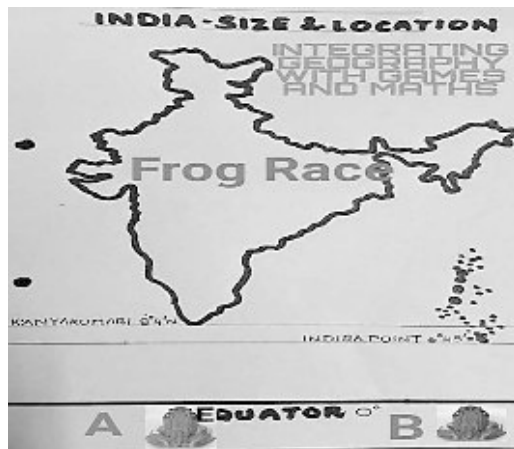 INDIA - SIZE & LOCATION
INTEGRATING
GEOGRAPHY
WITH GAMES
AND MATHS
Frog Race
KANYAKUMARI 8°4'N
INDIRA POINT 6°45'N
EQUATOR 0°
A
B